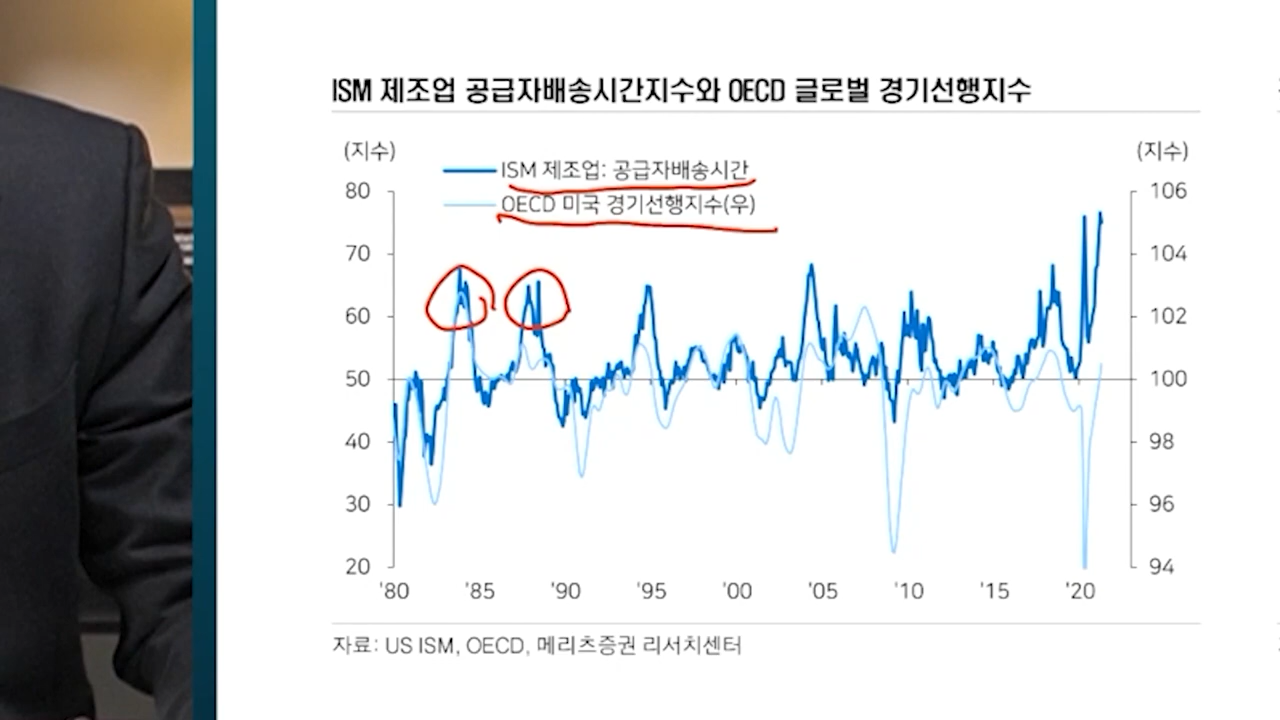 ISM 제조업 공급자배송시간지수와 OECD 글로벌 경기선행지수
(지수) (지수)
ISM 제조업: 공급자배송시간
OECD 미국 경기선행지수(우)
80 106
70 104
60 102
50 100
40 98
30 96
20 94
'80 '85 '90 '95 '00 '05 '10 '15 '20
자료: US ISM, OECD, 메리츠증권 리서치센터